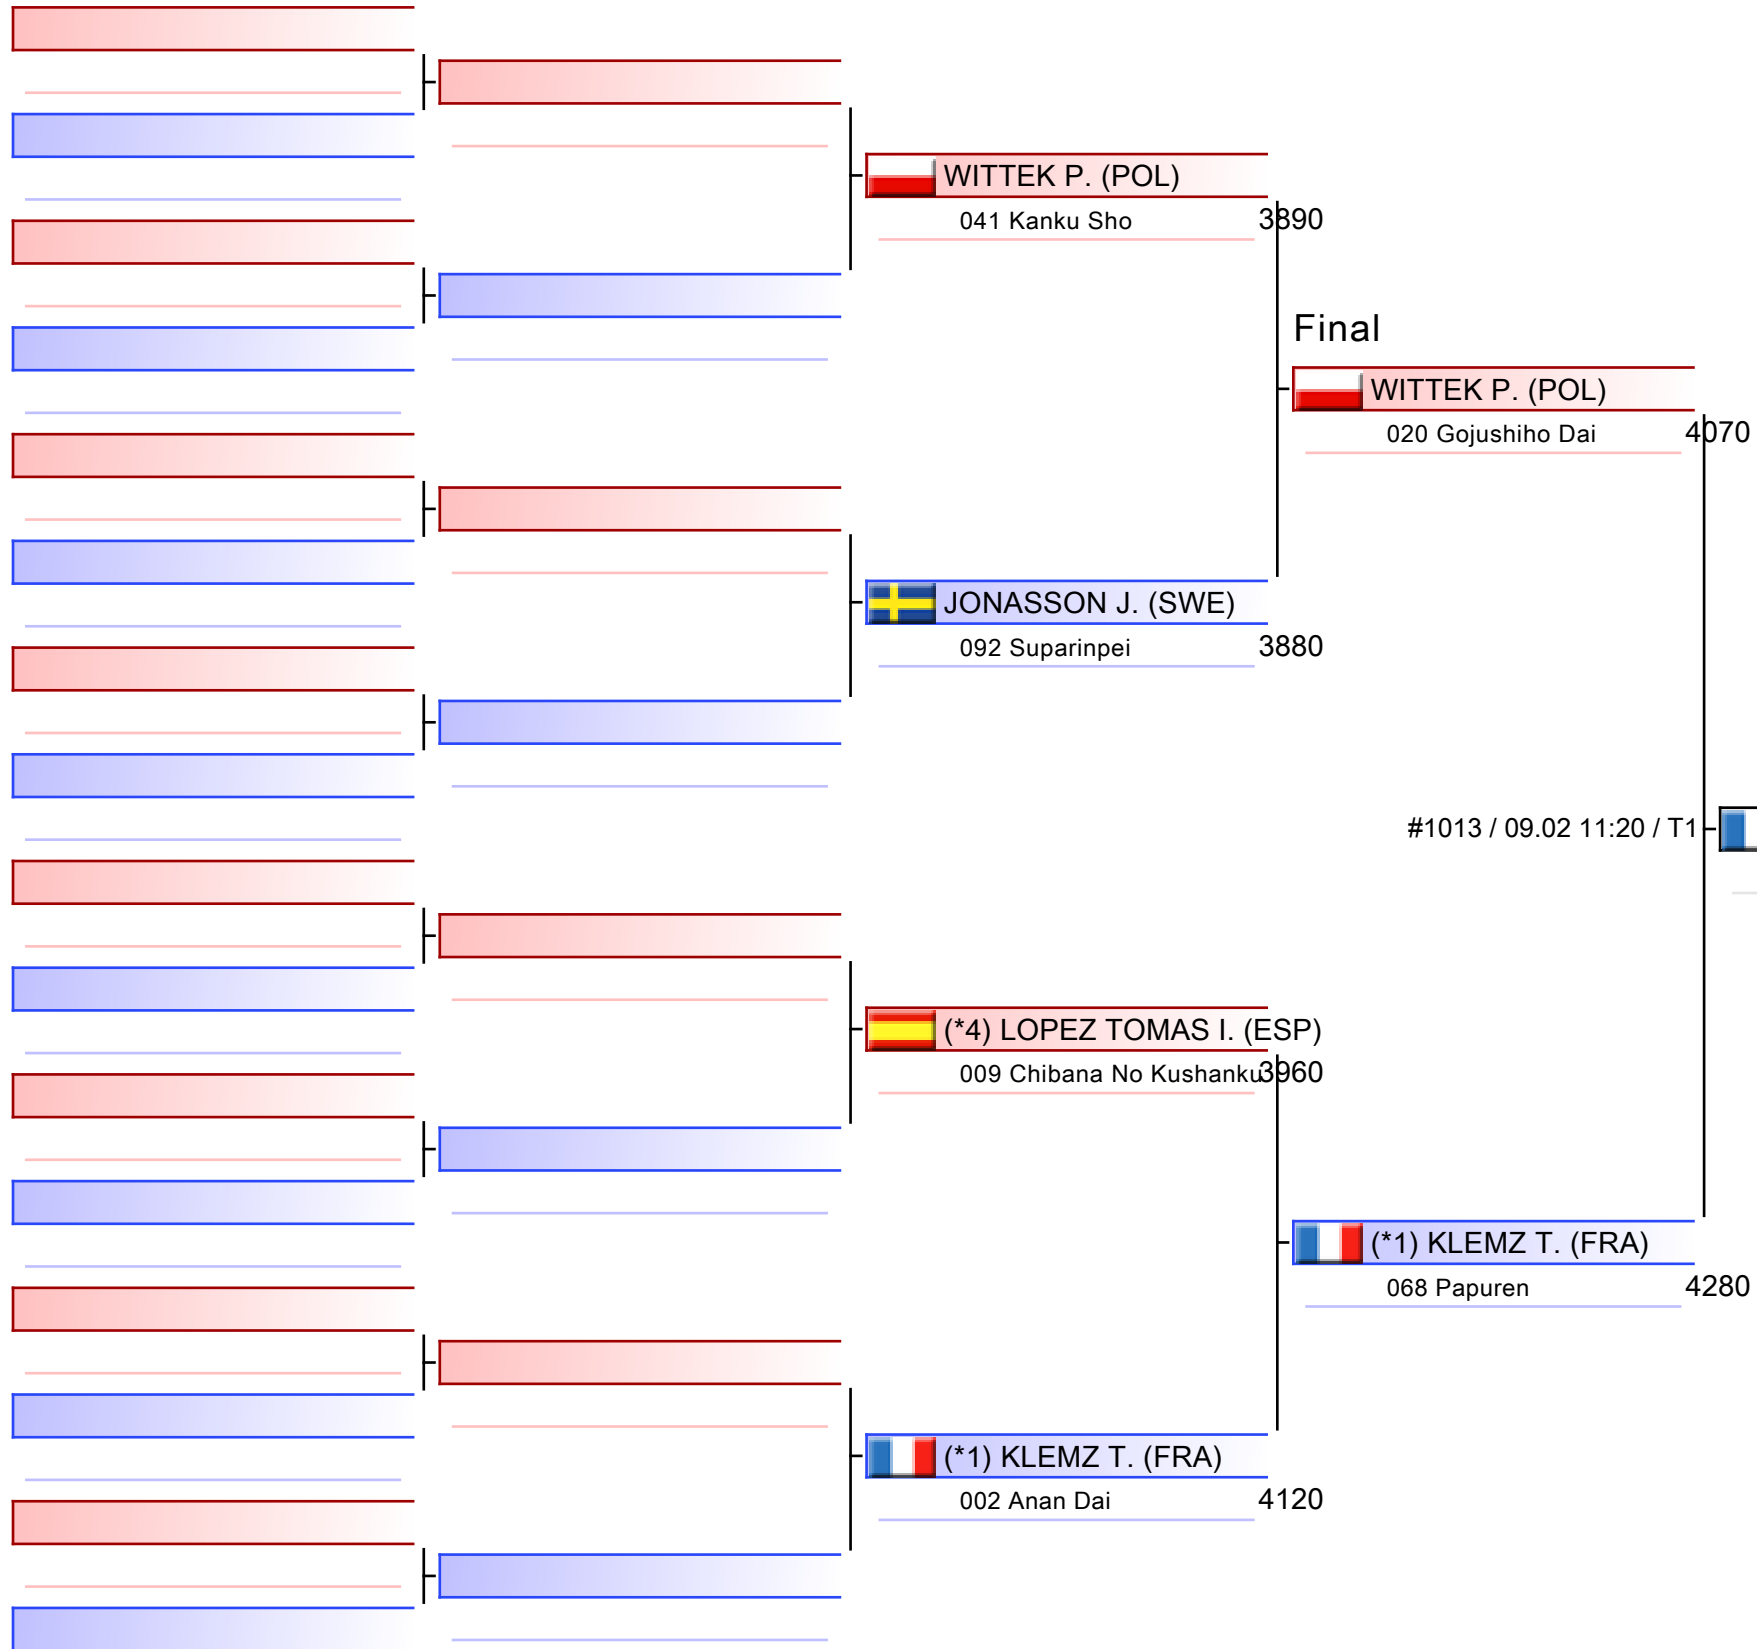 WITTEK P. (POL)
041 Kanku Sho 3890
Final
WITTEK P. (POL)
020 Gojushiho Dai 4070
JONASSON J. (SWE)
092 Suparinpei 3880
#1013 / 09.02 11:20 / T1
(*4) LOPEZ TOMAS I. (ESP)
009 Chibana No Kushanku 3960
(*1) KLEMZ T. (FRA)
068 Papuren 4280
(*1) KLEMZ T. (FRA)
002 Anan Dai 4120